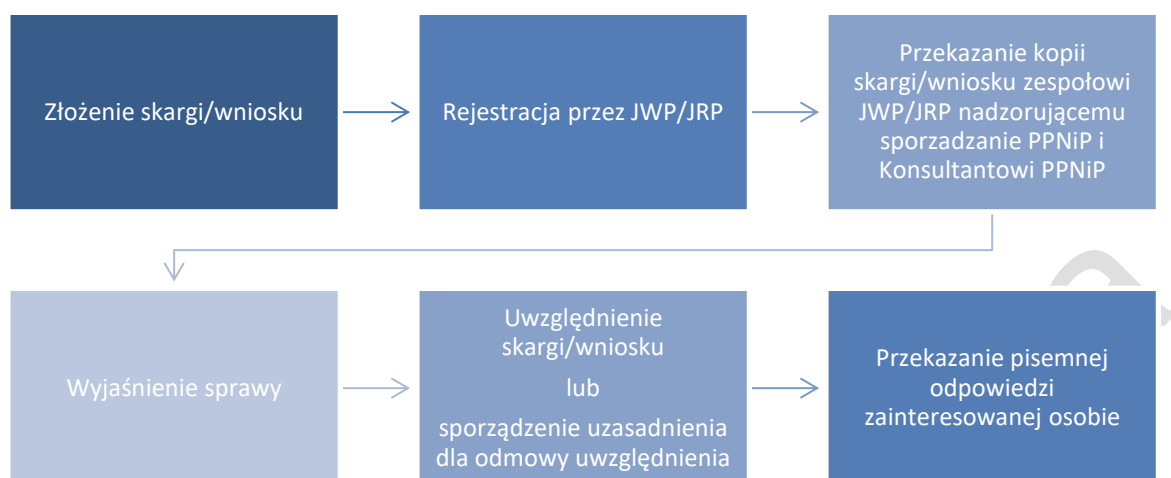 Złożenie skargi/wniosku
Rejestracja przez JWP/JRP
Przekazanie kopii
skargi/wniosku zespołowi
JWP/JRP nadzorującemu
sporzadzanie PPNiP i
Konsultantowi PPNiP
Wyjaśnienie sprawy
Uwzględnienie
skargi/wniosku
lub
sporządzenie uzasadnienia
dla odmowy uwzględnienia
Przekazanie pisemnej
odpowiedzi
zainteresowanej osobie